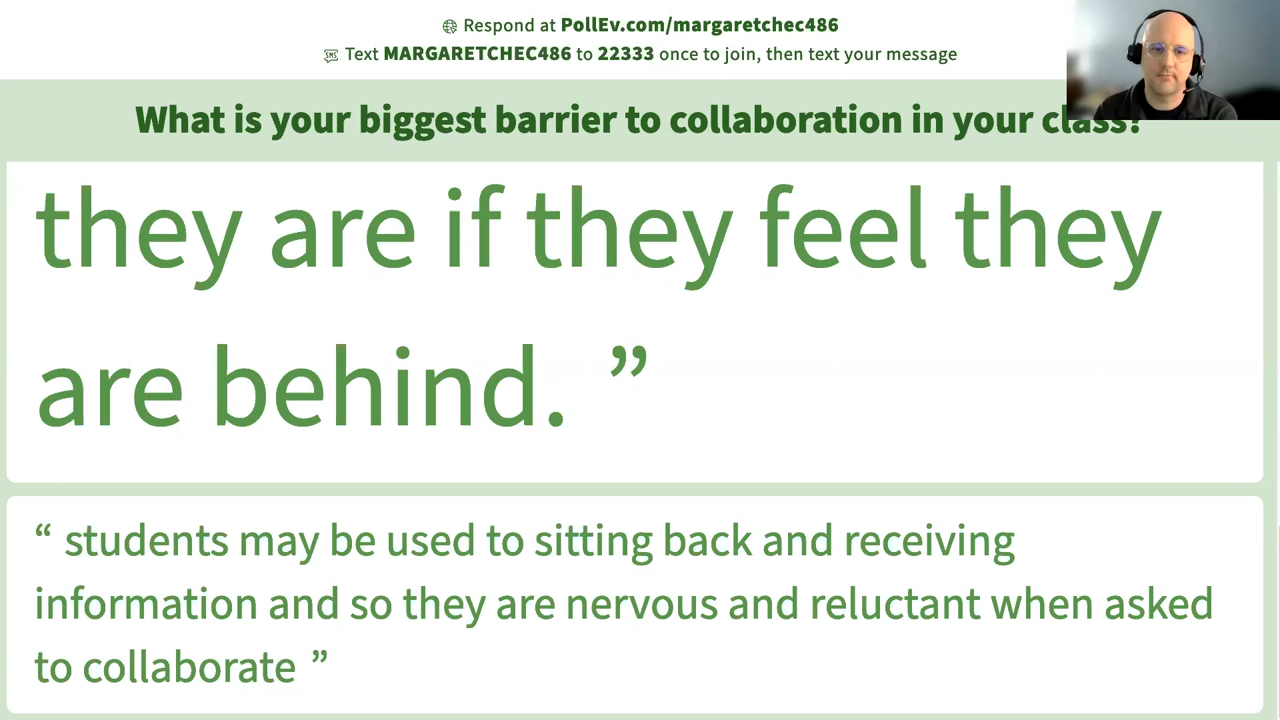 Respond at PollEv.com/margaretchec486
Text MARGARETCHEC486 to 22333 once to join, then text your message
What is your biggest barrier to collaboration in your class?
they are if they feel they
are behind. ”
“ students may be used to sitting back and receiving
information and so they are nervous and reluctant when asked
to collaborate ”